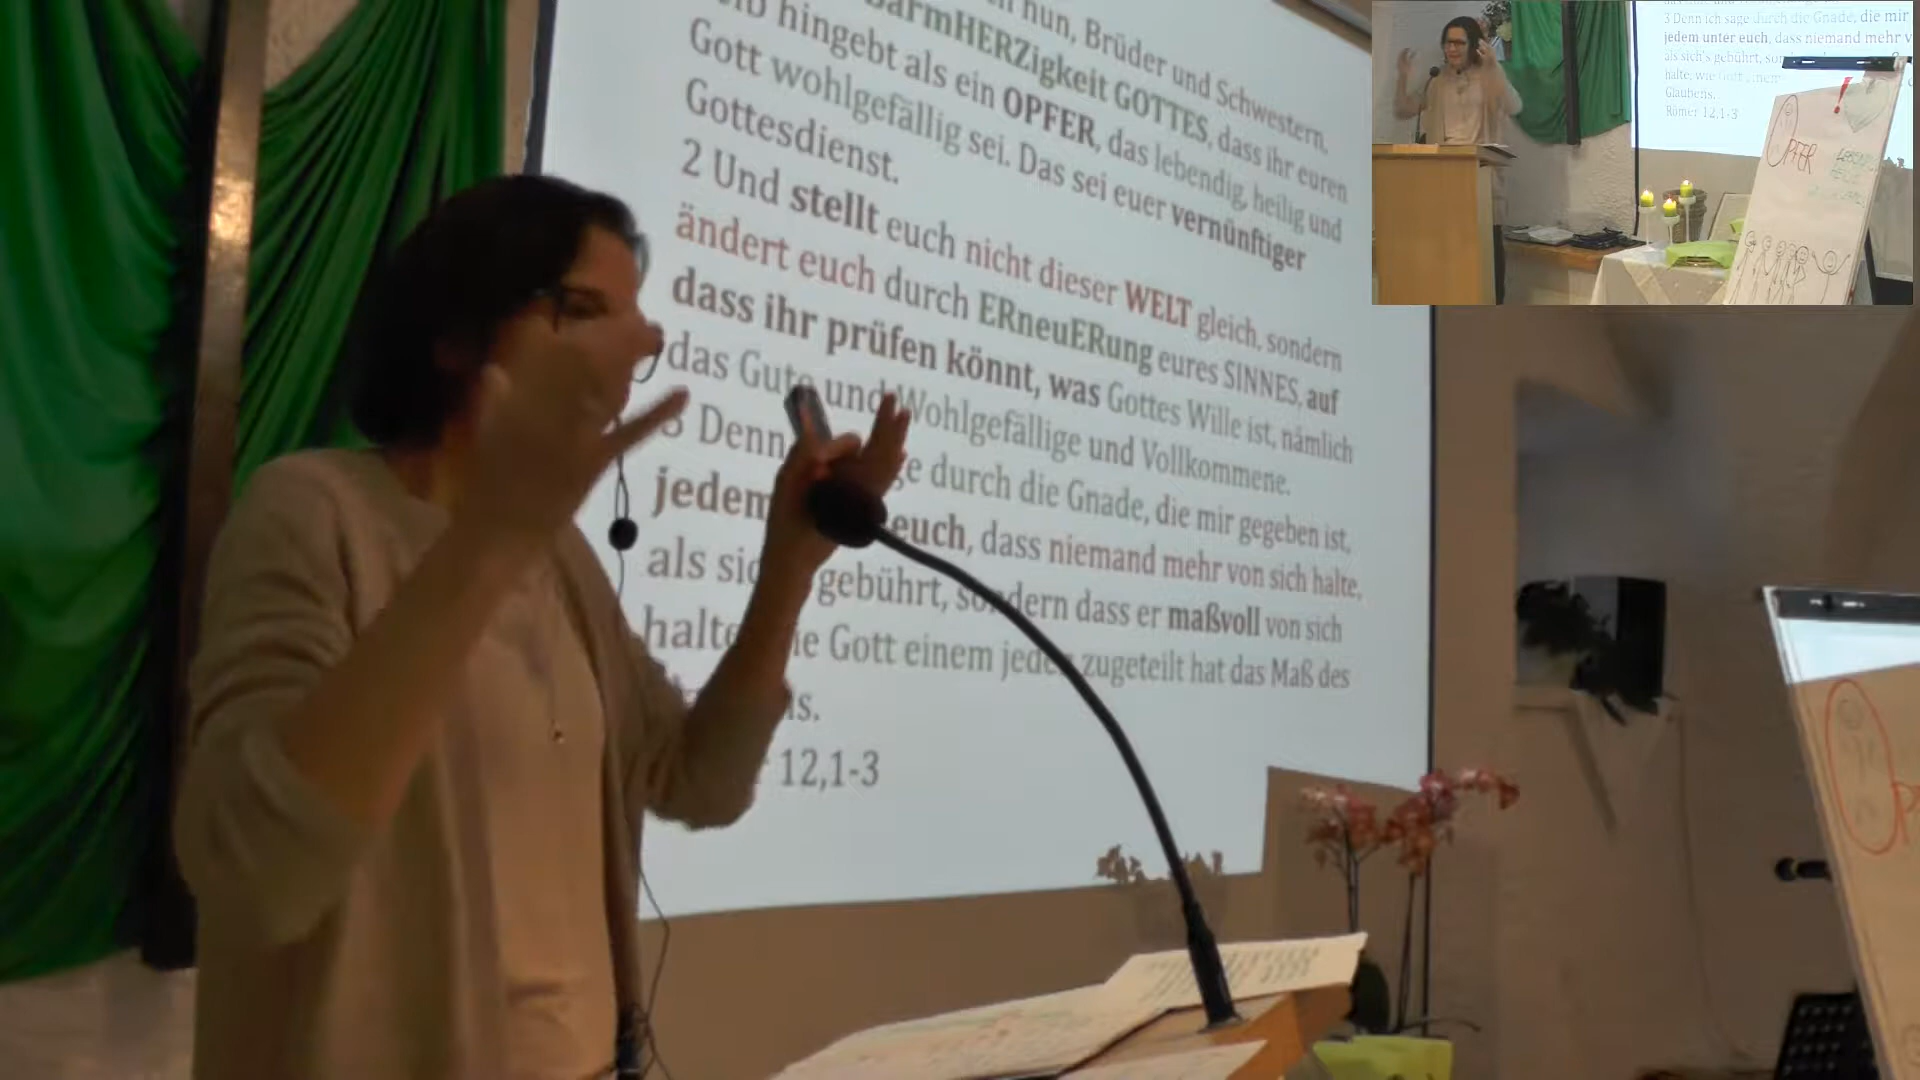 nun, Brüder und Schwestern,
BarmHERZigkeit GOTTES, dass ihr euren
hingebt als ein OPFER, das lebendig, heilig und
Gott wohlgefällig sei. Das sei euer vernünftiger
Gottesdienst.
2 Und stellt euch nicht dieser WELT gleich, sondern
ändert euch durch ERneuERung eures SINNES, auf
dass ihr prüfen könnt, was Gottes Wille ist, nämlich
das Gute und Wohlgefällige und Vollkommene.
3 Denn durch die Gnade, die mir gegeben ist,
jedem euch, dass niemand mehr von sich halte,
als gebührt, sondern dass er maßvoll von sich
halte Gott einem jeden zugeteilt hat das Maß des
12,1-3
3 Denn ich sage durch die Gnade, die mir
jedem unter euch, dass niemand mehr v
als sich's gebührt, son
halte, wie Gott einem
Glaubens.
Römer 12,1-3
OPFER